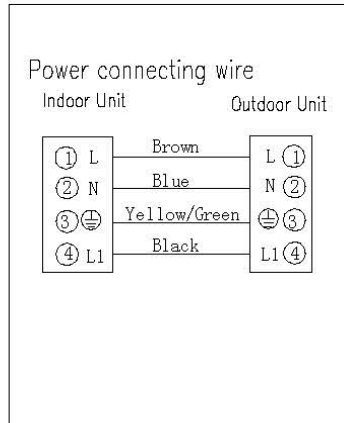 Power connecting wire
Indoor Unit
Outdoor Unit
① L Brown L ①
② N Blue N ②
③ ⏚ Yellow/Green ⏚ ③
④ L1 Black L1 ④